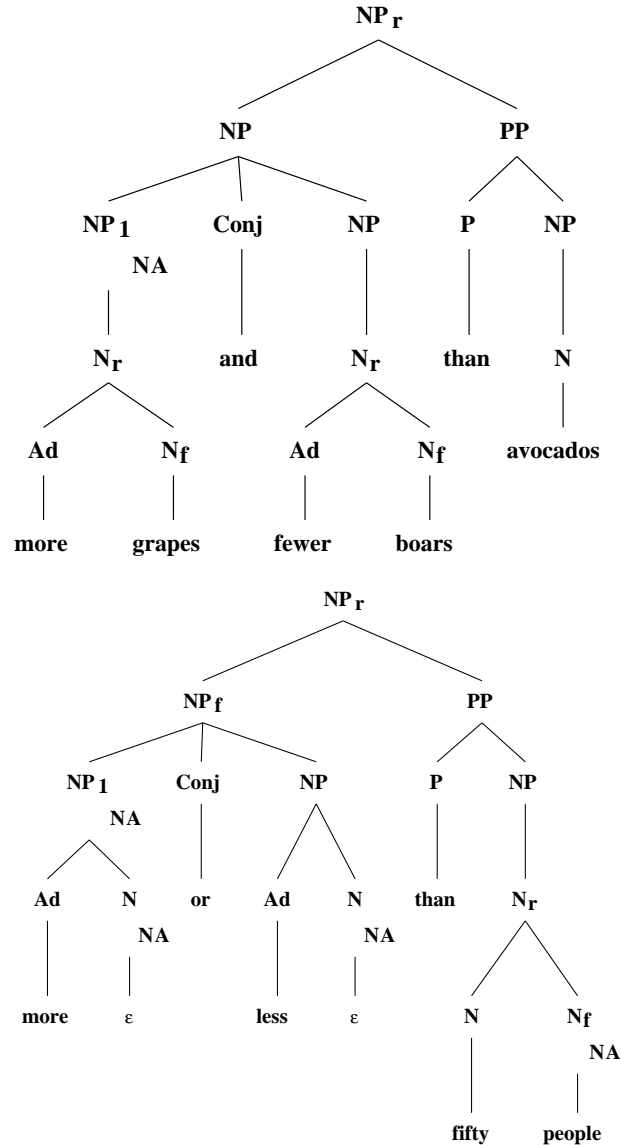 NP r
NP PP
NP 1 Conj NP P NP
NA
N r and N r than N
Ad N f Ad N f avocados
more grapes fewer boars
NP r
NP f PP
NP 1 Conj NP P NP
NA
Ad N or Ad N than N r
NA NA
more ε less ε N N f
NA
fifty people